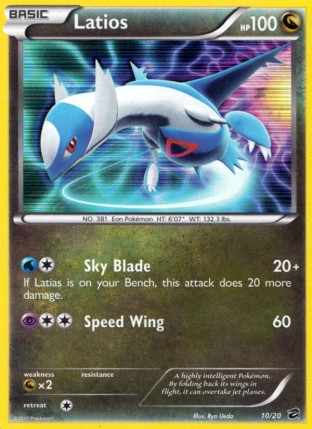 BASIC
Latios
HP100
NO. 381 Eon Pokémon HT: 6'07" WT: 132.3 lbs.
Sky Blade 20+
If Latias is on your Bench, this attack does 20 more
damage.
Speed Wing 60
weakness resistance
×2
A highly intelligent Pokémon.
By folding back its wings in
flight, it can overtake jet planes.
retreat
Illus. Ryo Ueda 10/20